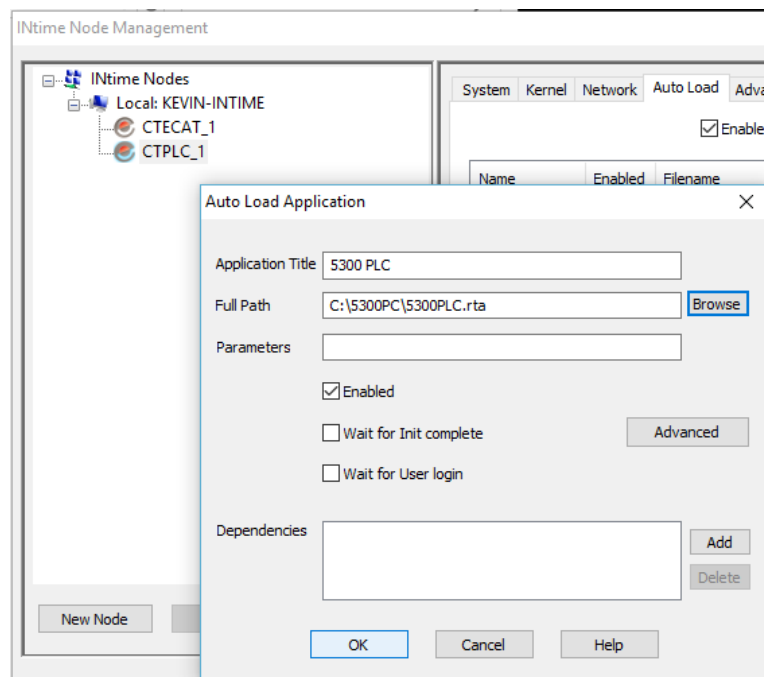 INtime Node Management
INtime Nodes
Local: KEVIN-INTIME
CTECAT_1
CTPLC_1
System Kernel Network Auto Load
Name Enabled Filename
Auto Load Application
Application Title 5300 PLC
Full Path C:\5300PC\5300PLC.rta Browse
Parameters
Enabled
Wait for Init complete Advanced
Wait for User login
Dependencies
Add
Delete
New Node
OK Cancel Help